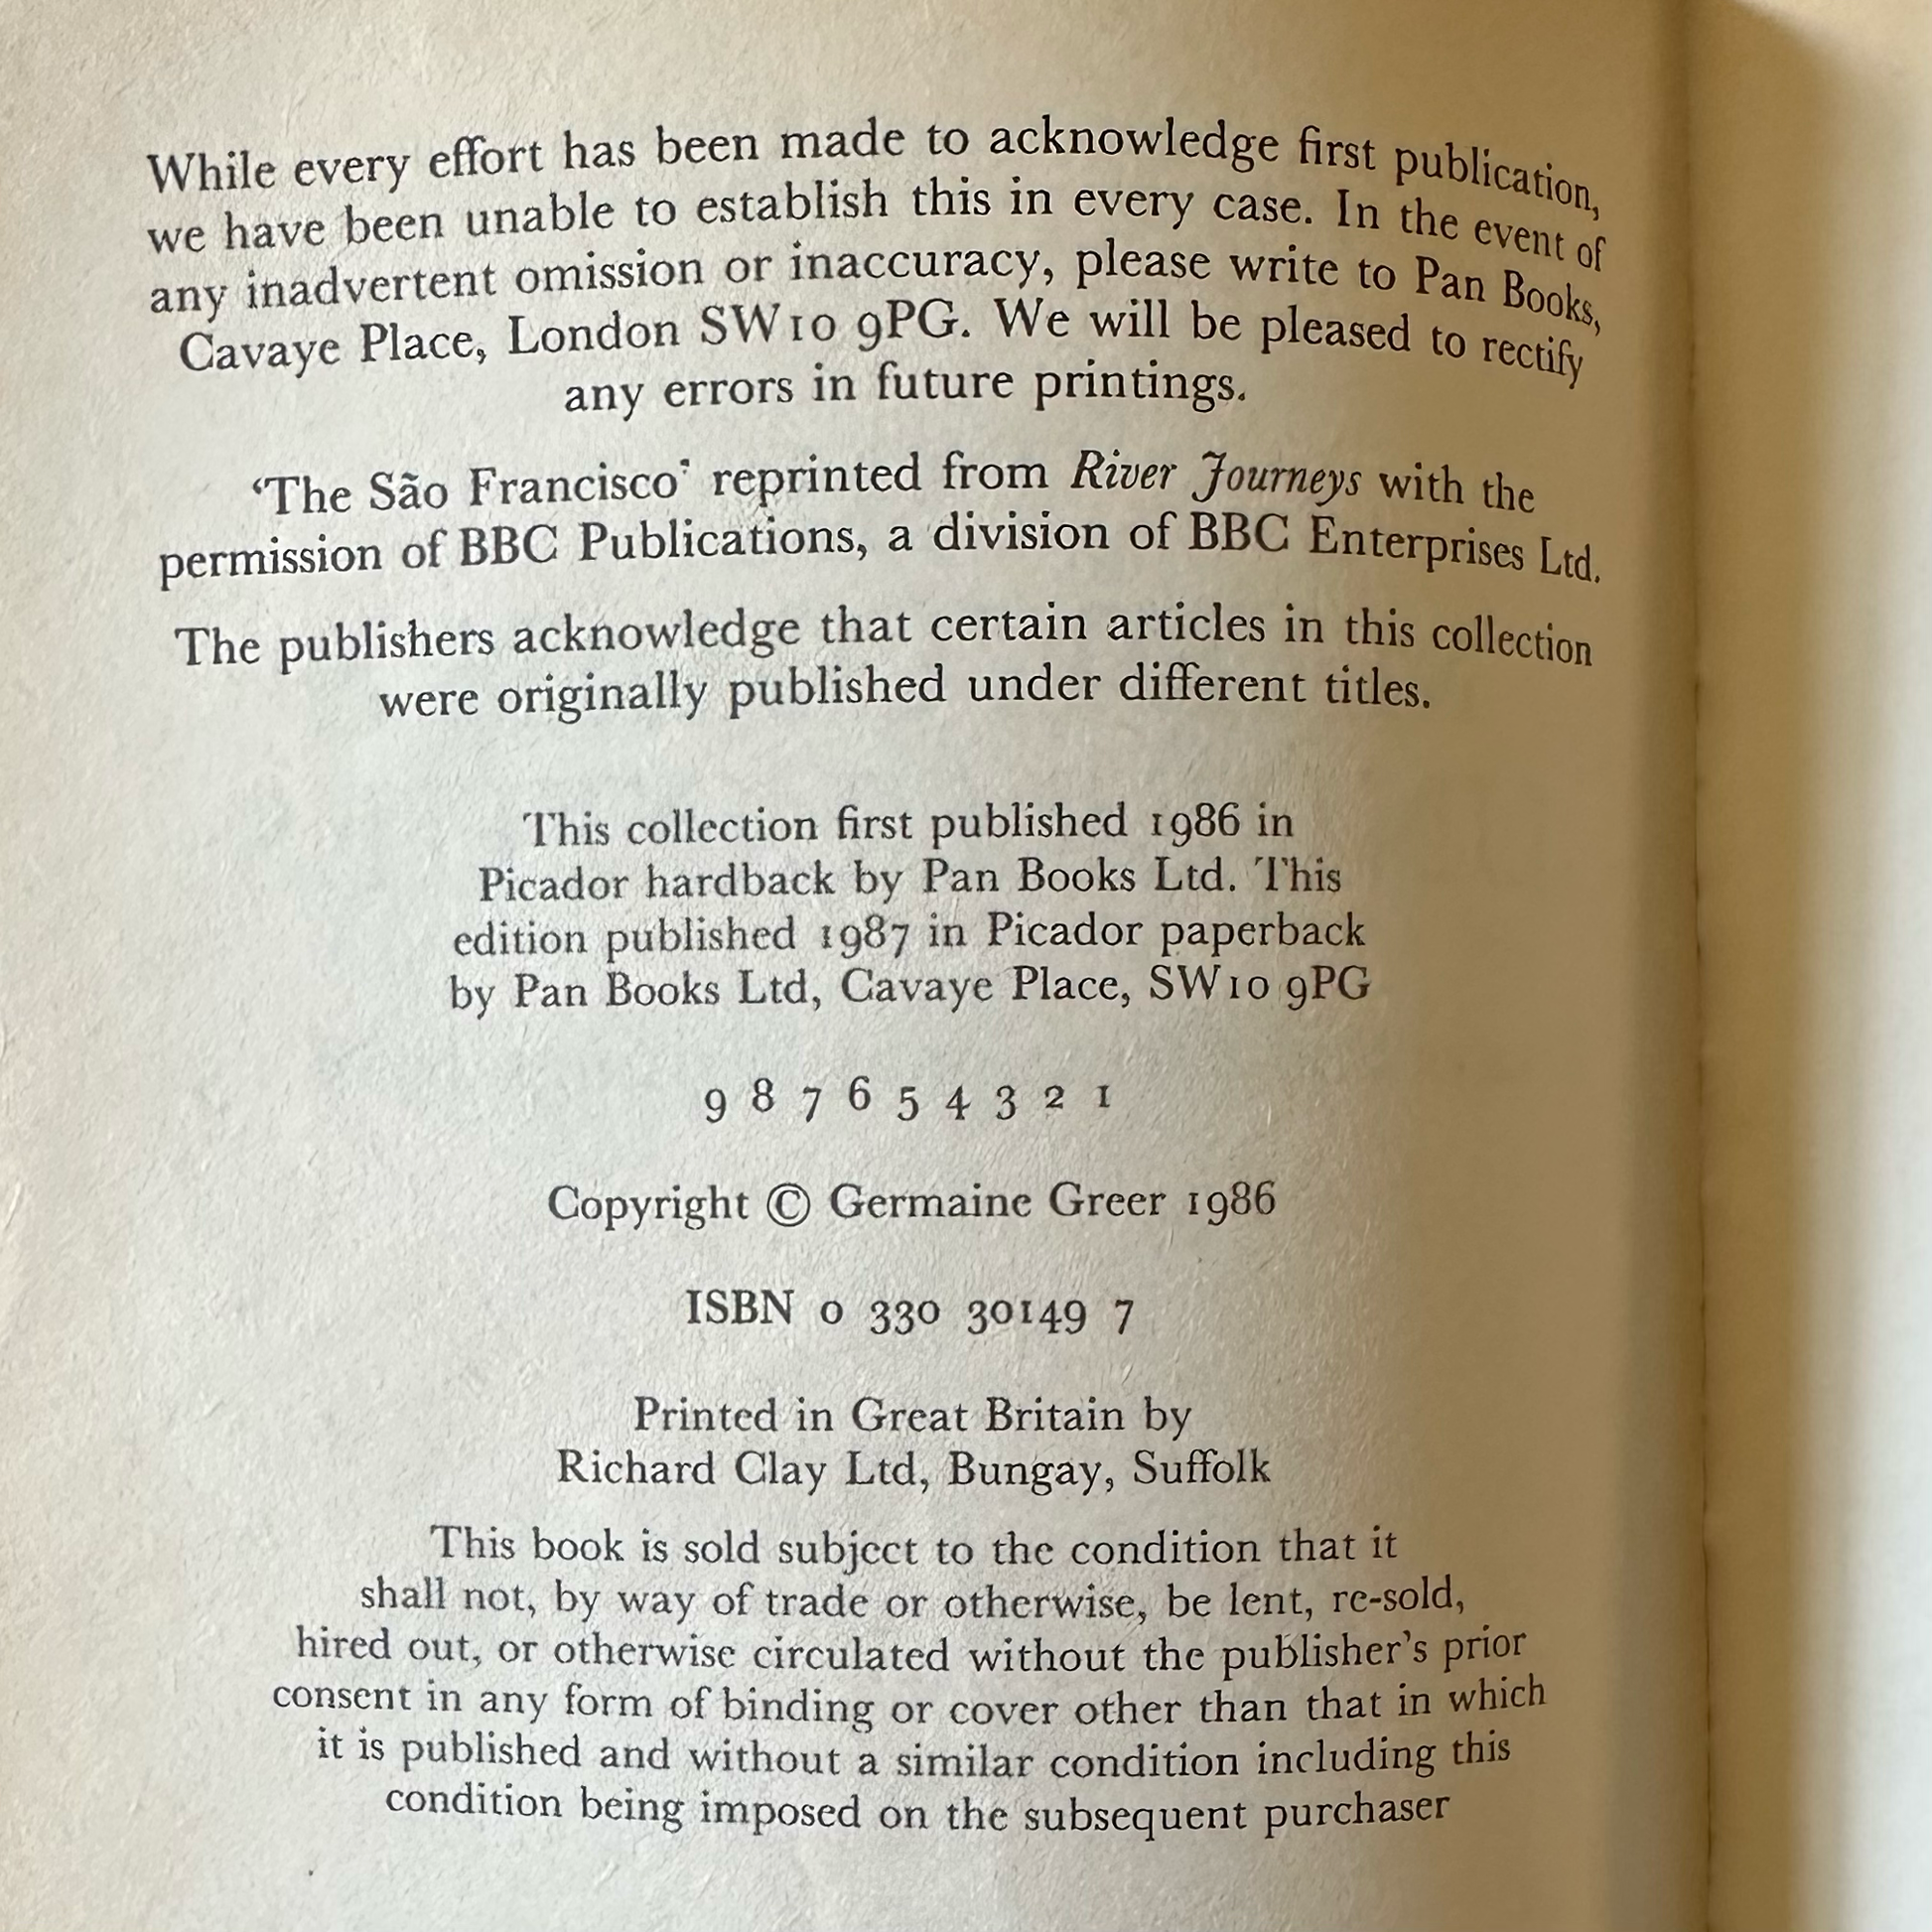 While every effort has been made to acknowledge first publication,
we have been unable to establish this in every case. In the event of
any inadvertent omission or inaccuracy, please write to Pan Books,
Cavaye Place, London SW10 9PG. We will be pleased to rectify
any errors in future printings.
‘The São Francisco’ reprinted from River Journeys with the
permission of BBC Publications, a division of BBC Enterprises Ltd.
The publishers acknowledge that certain articles in this collection
were originally published under different titles.
This collection first published 1986 in
Picador hardback by Pan Books Ltd. This
edition published 1987 in Picador paperback
by Pan Books Ltd, Cavaye Place, SW10 9PG
9 8 7 6 5 4 3 2 1
Copyright © Germaine Greer 1986
ISBN 0 330 30149 7
Printed in Great Britain by
Richard Clay Ltd, Bungay, Suffolk
This book is sold subject to the condition that it
shall not, by way of trade or otherwise, be lent, re-sold,
hired out, or otherwise circulated without the publisher’s prior
consent in any form of binding or cover other than that in which
it is published and without a similar condition including this
condition being imposed on the subsequent purchaser